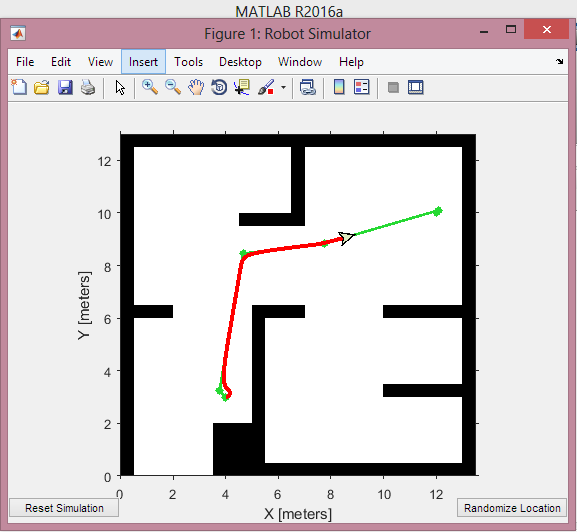 MATLAB R2016a
Figure 1: Robot Simulator
File Edit View Insert Tools Desktop Window Help
12
10
8
6
4
2
0
Y [meters]
0 2 4 6 8 10 12
X [meters]
Reset Simulation
Randomize Location